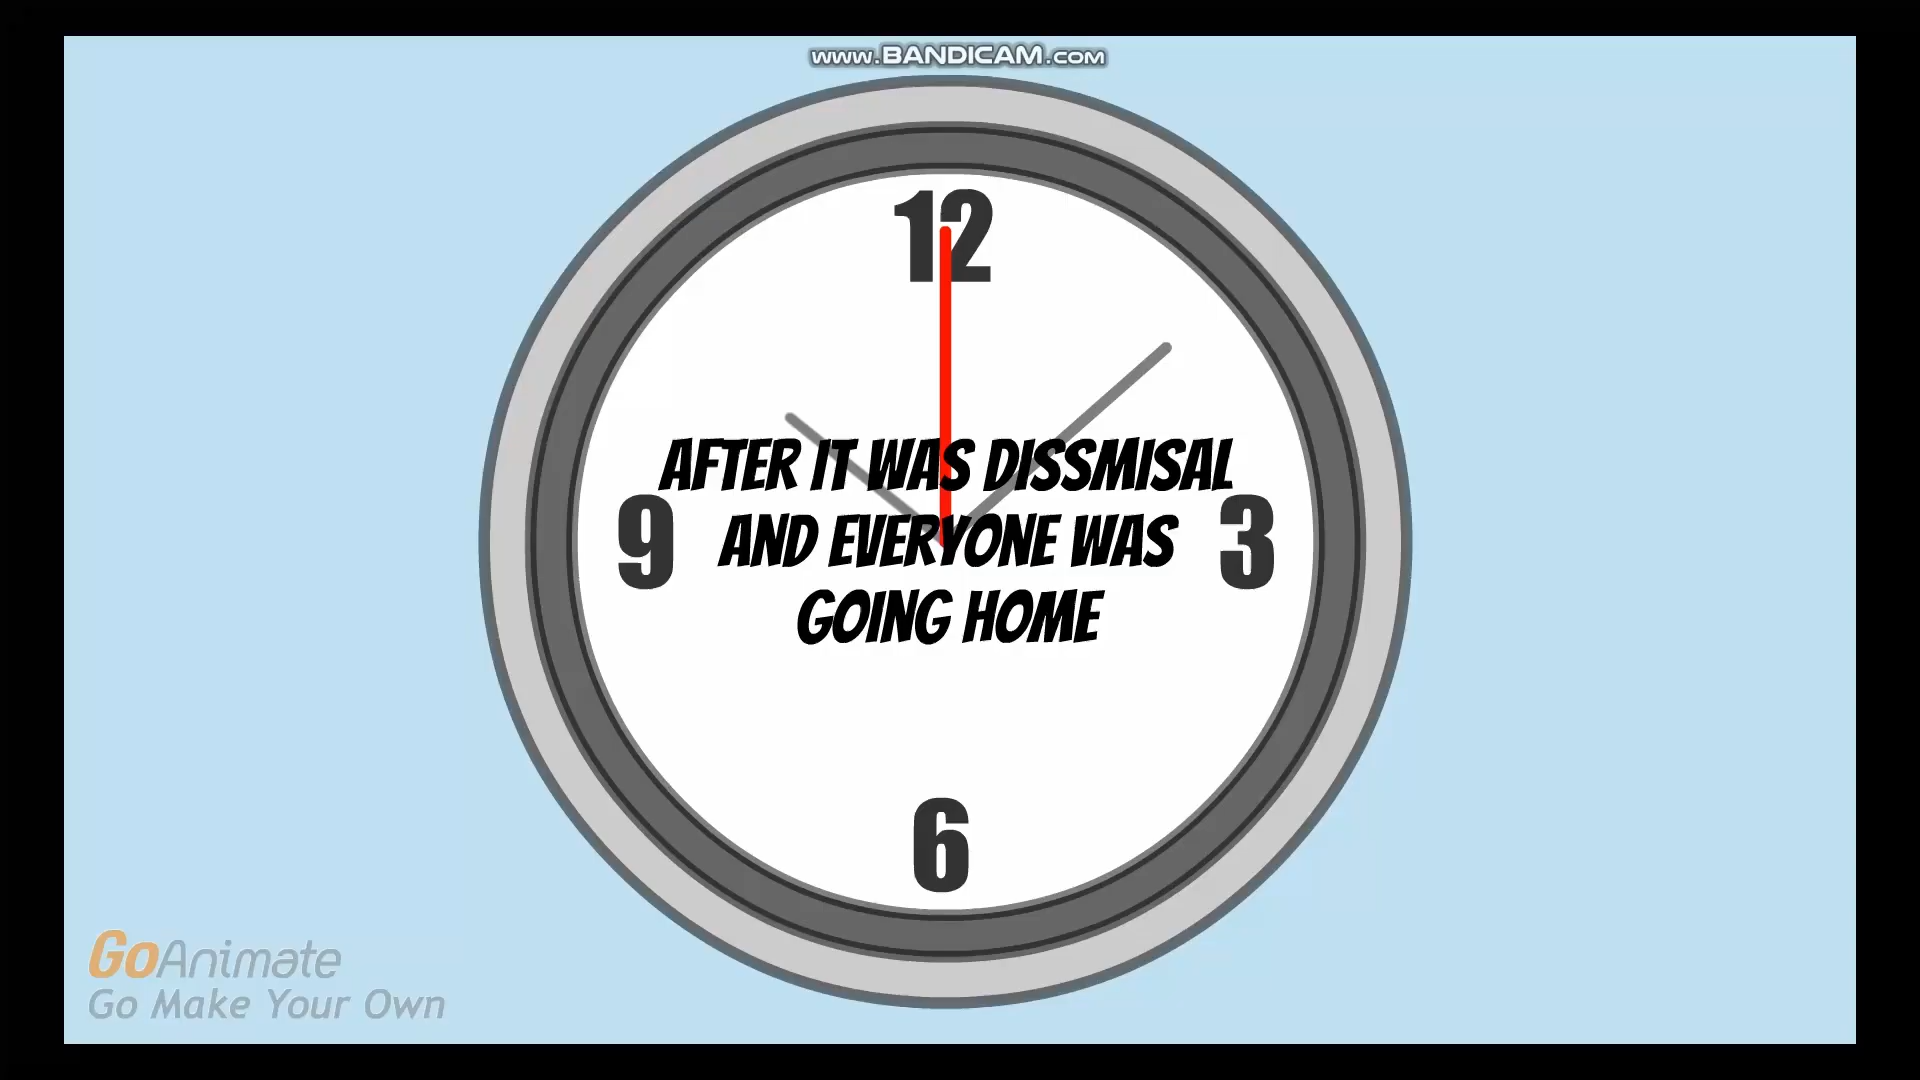 www.BANDICAM.com
12
AFTER IT WAS DISSMISAL
9
AND EVERYONE WAS
3
GOING HOME
6
GoAnimate
Go Make Your Own